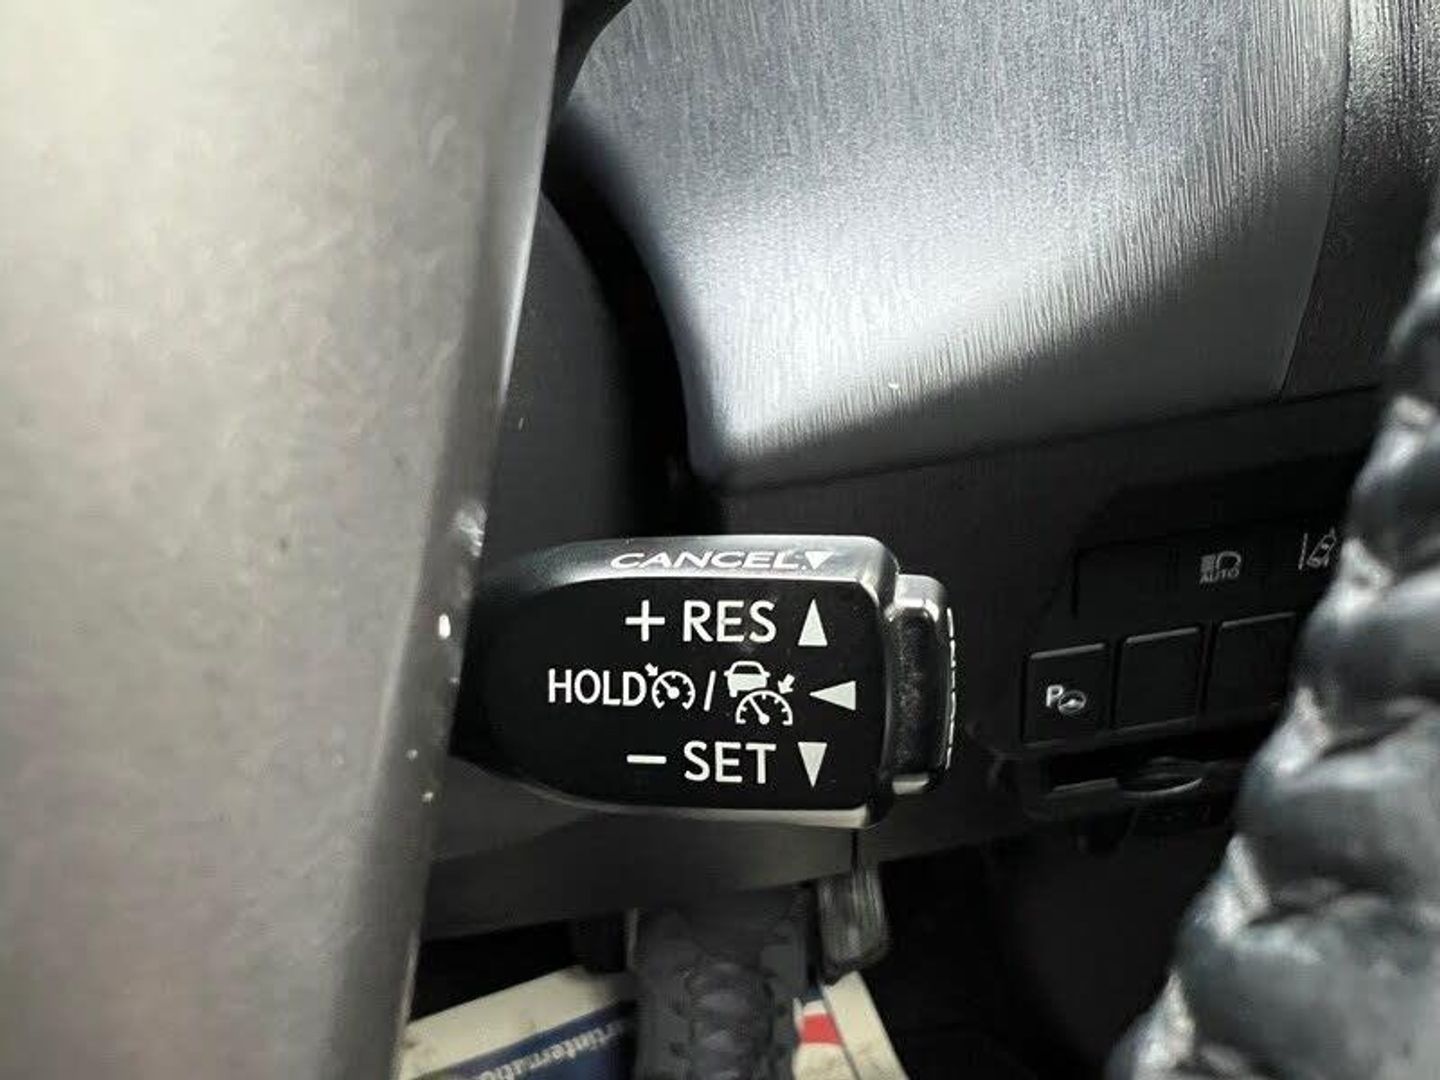 CANCEL
+ RES
HOLD /
− SET
AUTO
P